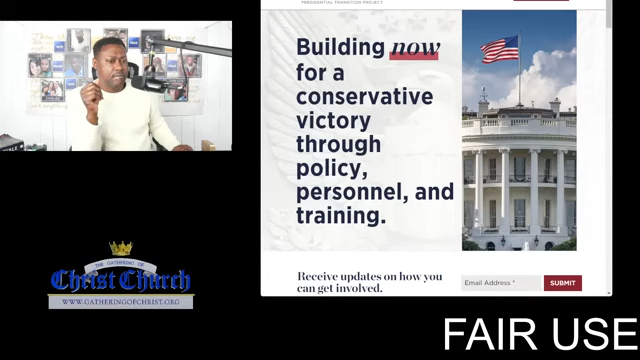 PRESIDENTIAL TRANSITION PROJECT
Building now
for a
conservative
victory
through
policy,
personnel, and
training.
Receive updates on how you
can get involved.
Email Address *
SUBMIT
THE GATHERING OF
Christ Church
WWW.GATHERINGOFCHRIST.ORG
FAIR USE